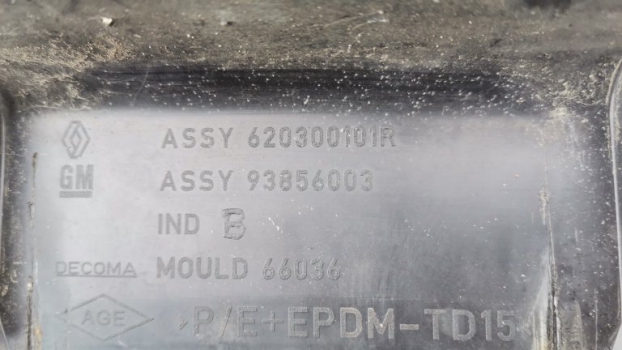 ASSY 620300101R
GM ASSY 93856003
IND B
DECOMA MOULD 66036
AGE >P/E+EPDM-TD15